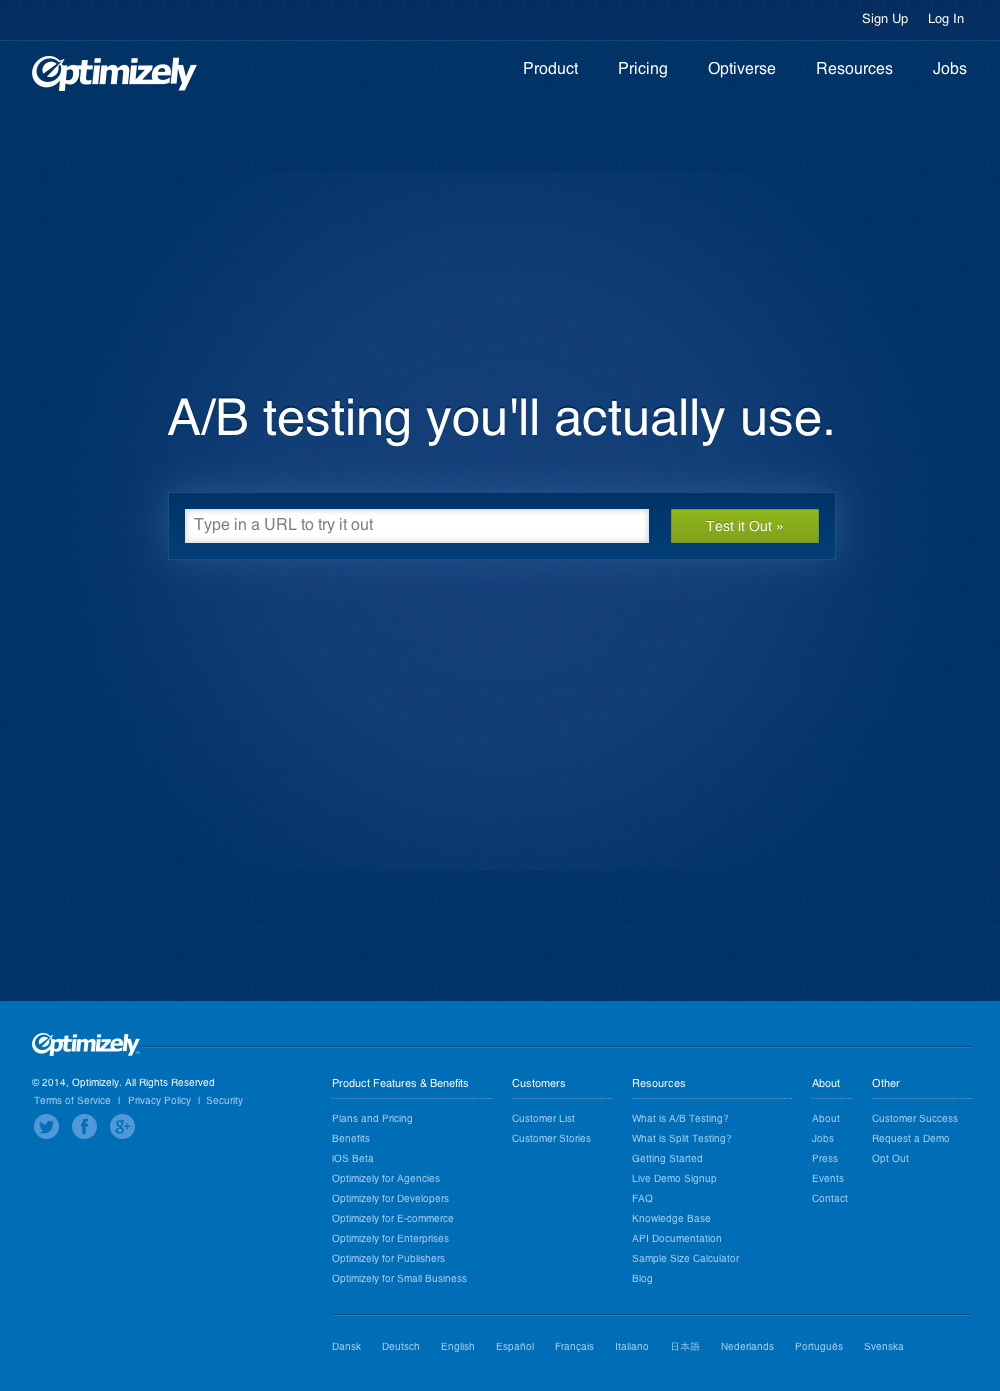 Sign Up Log In
Optimizely Product Pricing Optiverse Resources Jobs
A/B testing you'll actually use.
Type in a URL to try it out Test it Out »
Optimizely
© 2014, Optimizely. All Rights Reserved
Terms of Service | Privacy Policy | Security
Product Features & Benefits
Plans and Pricing
Benefits
iOS Beta
Optimizely for Agencies
Optimizely for Developers
Optimizely for E-commerce
Optimizely for Enterprises
Optimizely for Publishers
Optimizely for Small Business
Customers
Customer List
Customer Stories
Resources
What is A/B Testing?
What is Split Testing?
Getting Started
Live Demo Signup
FAQ
Knowledge Base
API Documentation
Sample Size Calculator
Blog
About
About
Jobs
Press
Events
Contact
Other
Customer Success
Request a Demo
Opt Out
Dansk Deutsch English Español Français Italiano 日本語 Nederlands Português Svenska